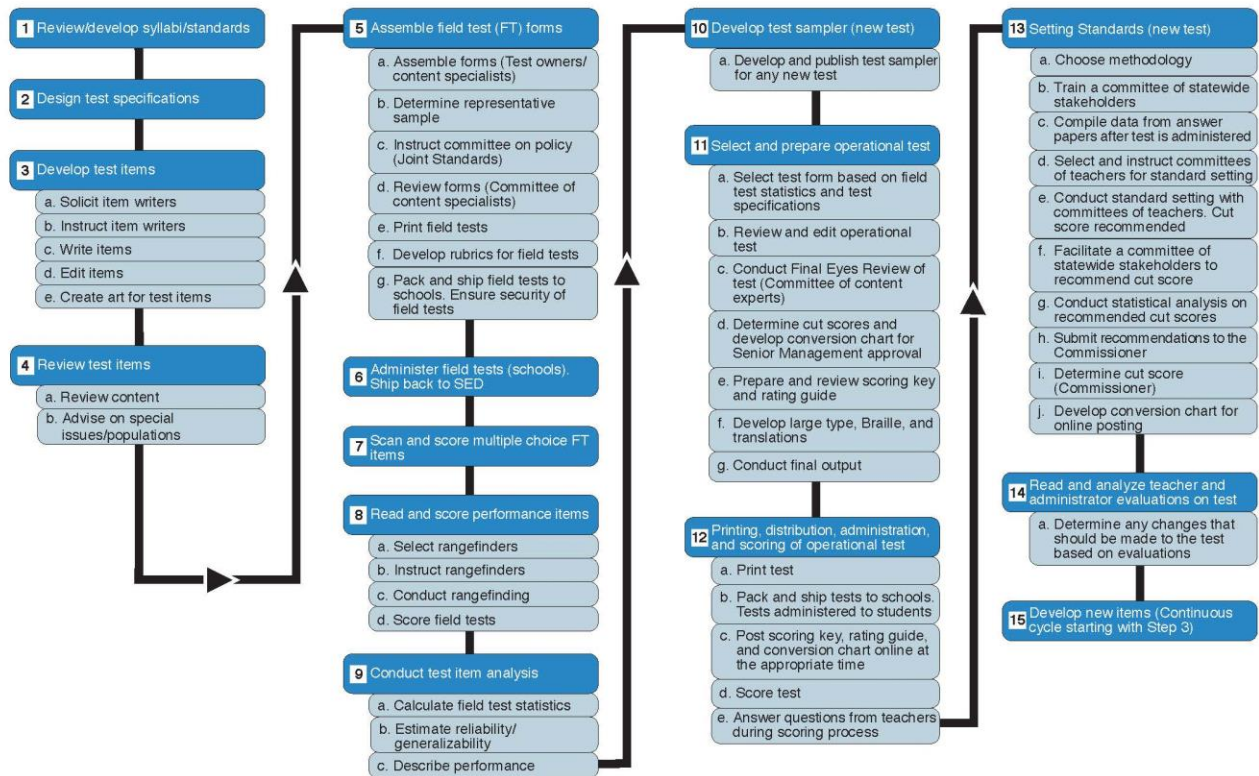 1 Review/develop syllabi/standards
2 Design test specifications
3 Develop test items
a. Solicit item writers
b. Instruct item writers
c. Write items
d. Edit items
e. Create art for test items
4 Review test items
a. Review content
b. Advise on special
issues/populations
5 Assemble field test (FT) forms
a. Assemble forms (Test owners/
content specialists)
b. Determine representative
sample
c. Instruct committee on policy
(Joint Standards)
d. Review forms (Committee of
content specialists)
e. Print field tests
f. Develop rubrics for field tests
g. Pack and ship field tests to
schools. Ensure security of
field tests
6 Administer field tests (schools).
Ship back to SED
7 Scan and score multiple choice FT
items
8 Read and score performance items
a. Select rangefinders
b. Instruct rangefinders
c. Conduct rangefinding
d. Score field tests
9 Conduct test item analysis
a. Calculate field test statistics
b. Estimate reliability/
generalizability
c. Describe performance
10 Develop test sampler (new test)
a. Develop and publish test sampler
for any new test
11 Select and prepare operational test
a. Select test form based on field
test statistics and test
specifications
b. Review and edit operational
test
c. Conduct Final Eyes Review of
test (Committee of content
experts)
d. Determine cut scores and
develop conversion chart for
Senior Management approval
e. Prepare and review scoring key
and rating guide
f. Develop large type, Braille, and
translations
g. Conduct final output
12 Printing, distribution, administration,
and scoring of operational test
a. Print test
b. Pack and ship tests to schools.
Tests administered to students
c. Post scoring key, rating guide,
and conversion chart online at
the appropriate time
d. Score test
e. Answer questions from teachers
during scoring process
13 Setting Standards (new test)
a. Choose methodology
b. Train a committee of statewide
stakeholders
c. Compile data from answer
papers after test is administered
d. Select and instruct committees
of teachers for standard setting
e. Conduct standard setting with
committees of teachers. Cut
score recommended
f. Facilitate a committee of
statewide stakeholders to
recommend cut score
g. Conduct statistical analysis on
recommended cut scores
h. Submit recommendations to the
Commissioner
i. Determine cut score
(Commissioner)
j. Develop conversion chart for
online posting
14 Read and analyze teacher and
administrator evaluations on test
a. Determine any changes that
should be made to the test
based on evaluations
15 Develop new items (Continuous
cycle starting with Step 3)